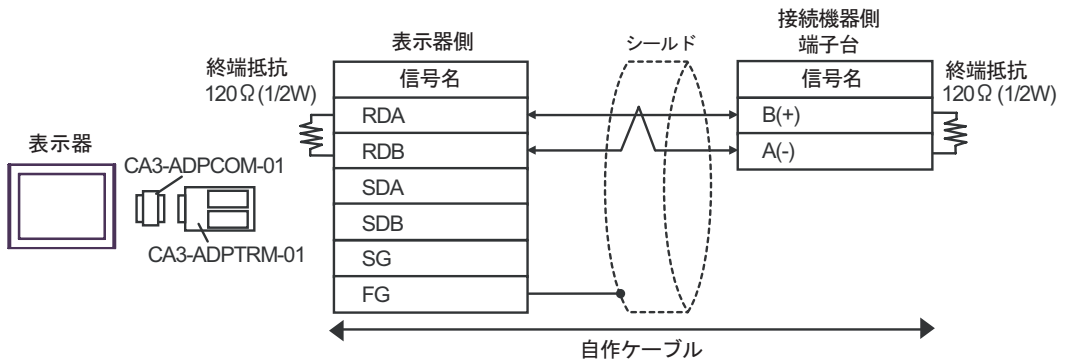 表示器
CA3-ADPCOM-01
CA3-ADPTRM-01
終端抵抗
120Ω(1/2W)
表示器側
信号名
RDA
RDB
SDA
SDB
SG
FG
シールド
接続機器側
端子台
信号名
B(+)
A(-)
終端抵抗
120Ω(1/2W)
自作ケーブル